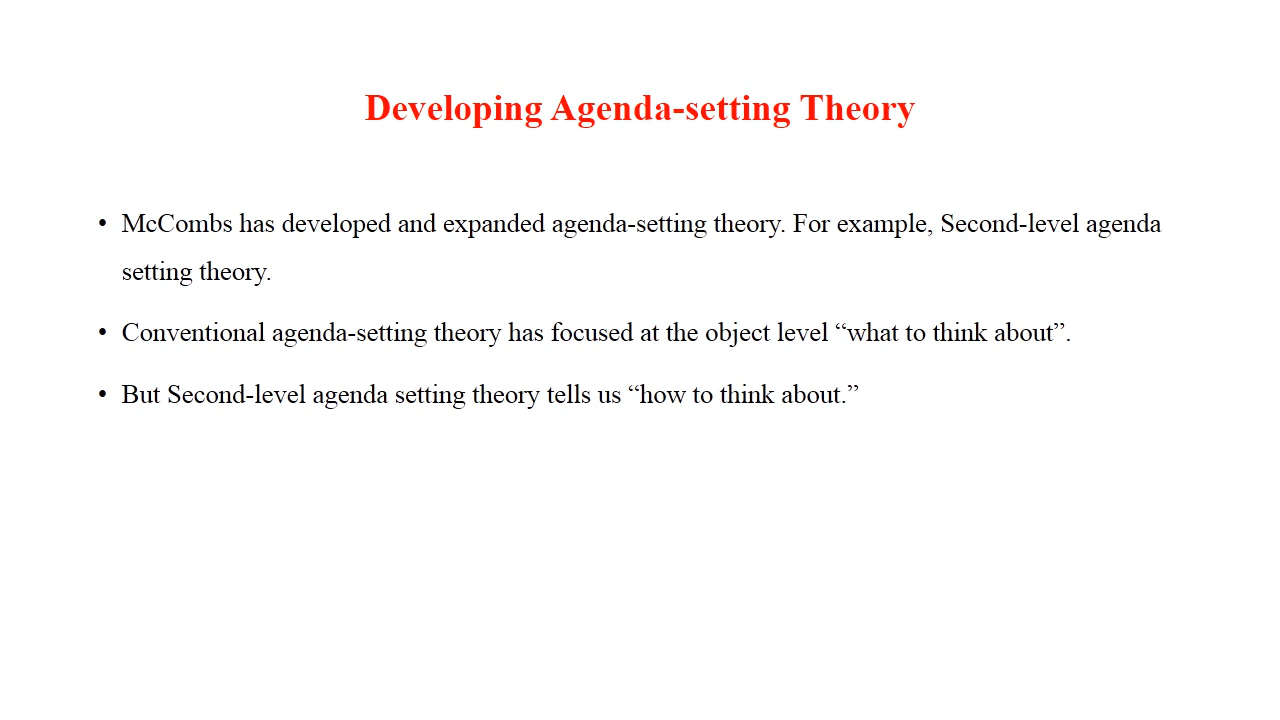 Developing Agenda-setting Theory
• McCombs has developed and expanded agenda-setting theory. For example, Second-level agenda
setting theory.
• Conventional agenda-setting theory has focused at the object level “what to think about”.
• But Second-level agenda setting theory tells us “how to think about.”